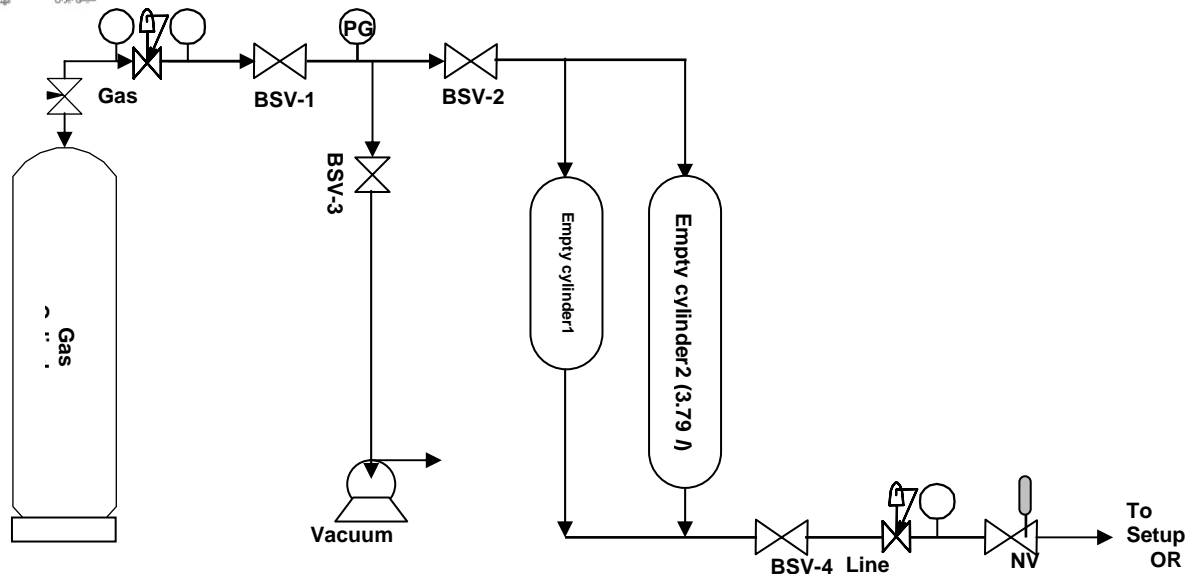 PG
Gas
BSV-1
BSV-2
BSV-3
Empty cylinder1
Empty cylinder2 (3.79 l)
Gas
Vacuum
To
Setup
OR
BSV-4
Line
NV